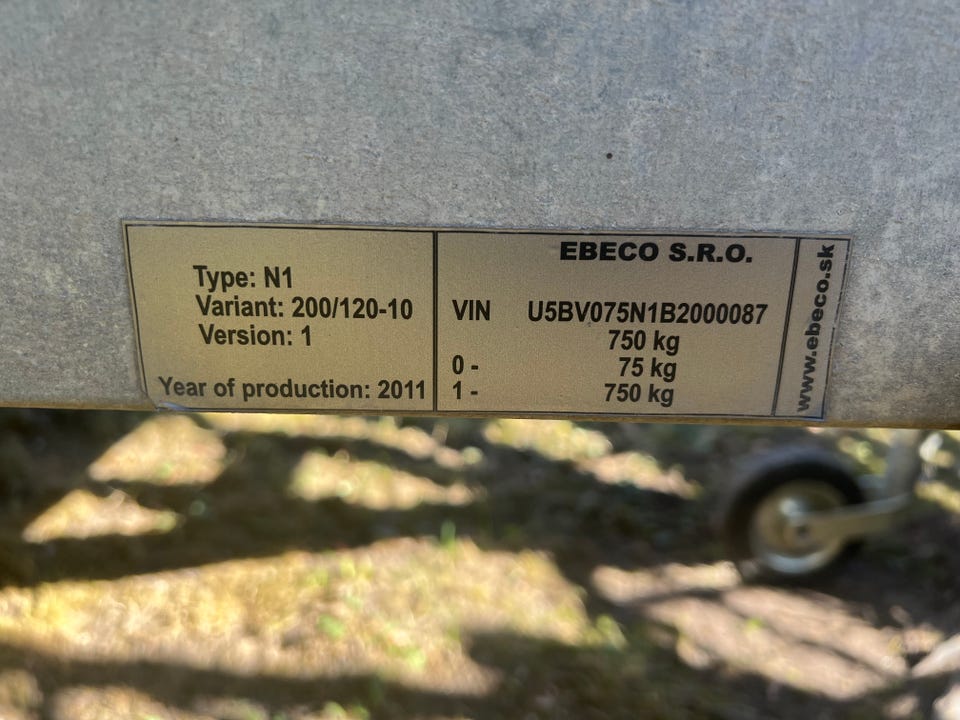 Type: N1
Variant: 200/120-10
Version: 1
Year of production: 2011
EBECO S.R.O.
VIN U5BV075N1B2000087
750 kg
0 - 75 kg
1 - 750 kg
www.ebeco.sk